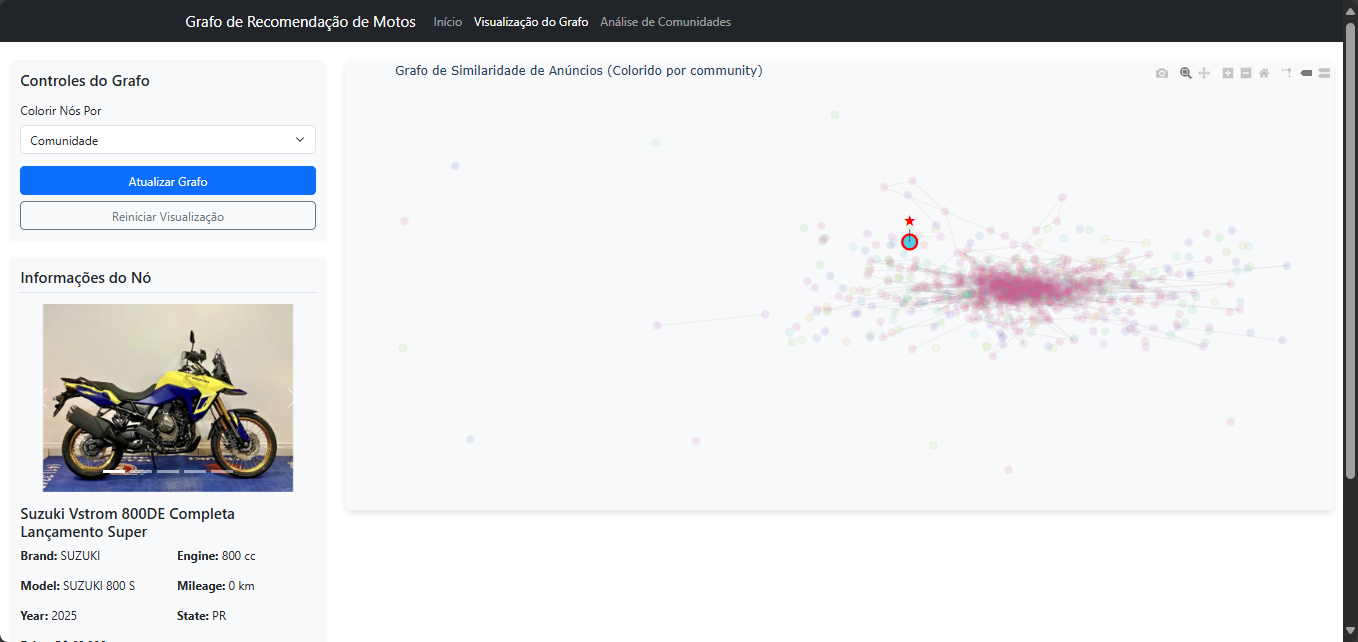 Grafo de Recomendação de Motos Início Visualização do Grafo Análise de Comunidades
Controles do Grafo
Colorir Nós Por
Comunidade
Atualizar Grafo
Reiniciar Visualização
Informações do Nó
Suzuki Vstrom 800DE Completa
Lançamento Super
Brand: SUZUKI Engine: 800 cc
Model: SUZUKI 800 S Mileage: 0 km
Year: 2025 State: PR
Grafo de Similaridade de Anúncios (Colorido por community)